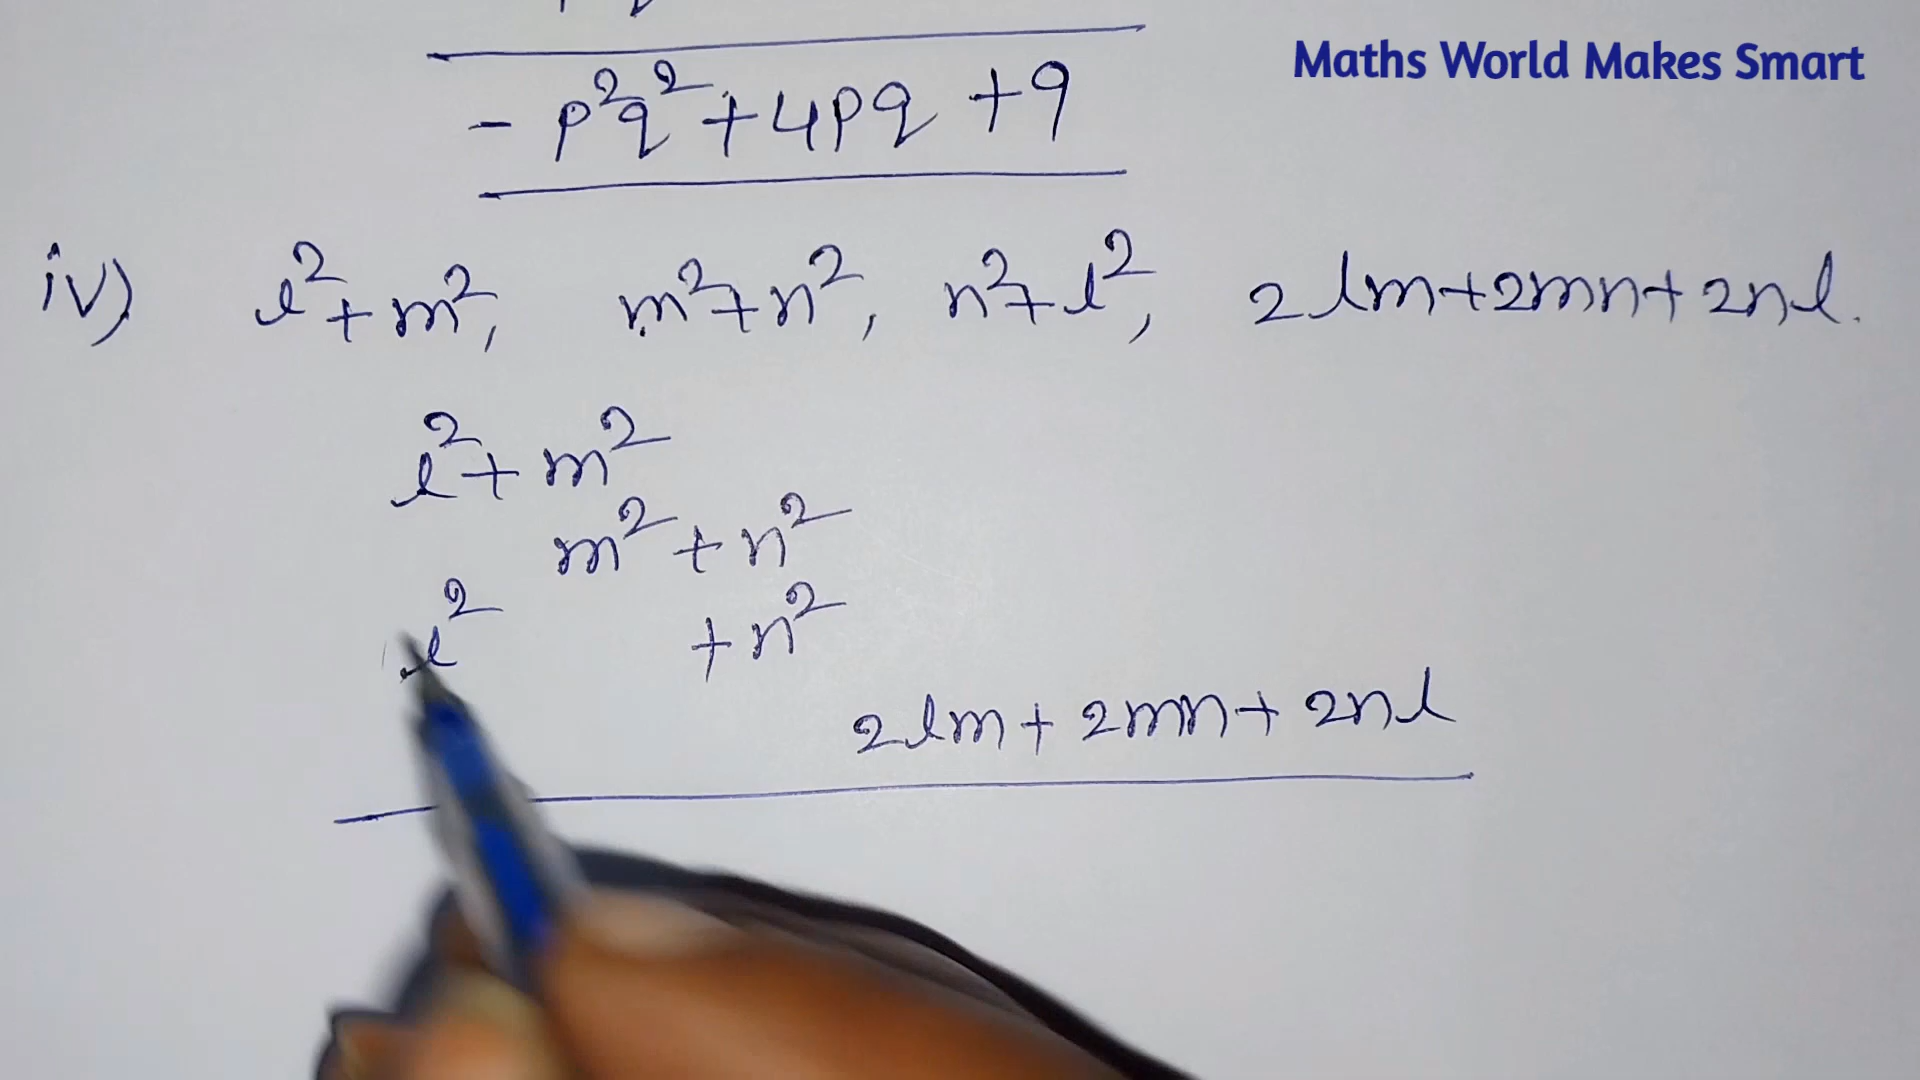 Maths World Makes Smart
- p²q² + 4pq + 9
iv) l² + m², m² + n², n² + l², 2lm + 2mn + 2nl.
l² + m²
m² + n²
l² + n²
2lm + 2mn + 2nl